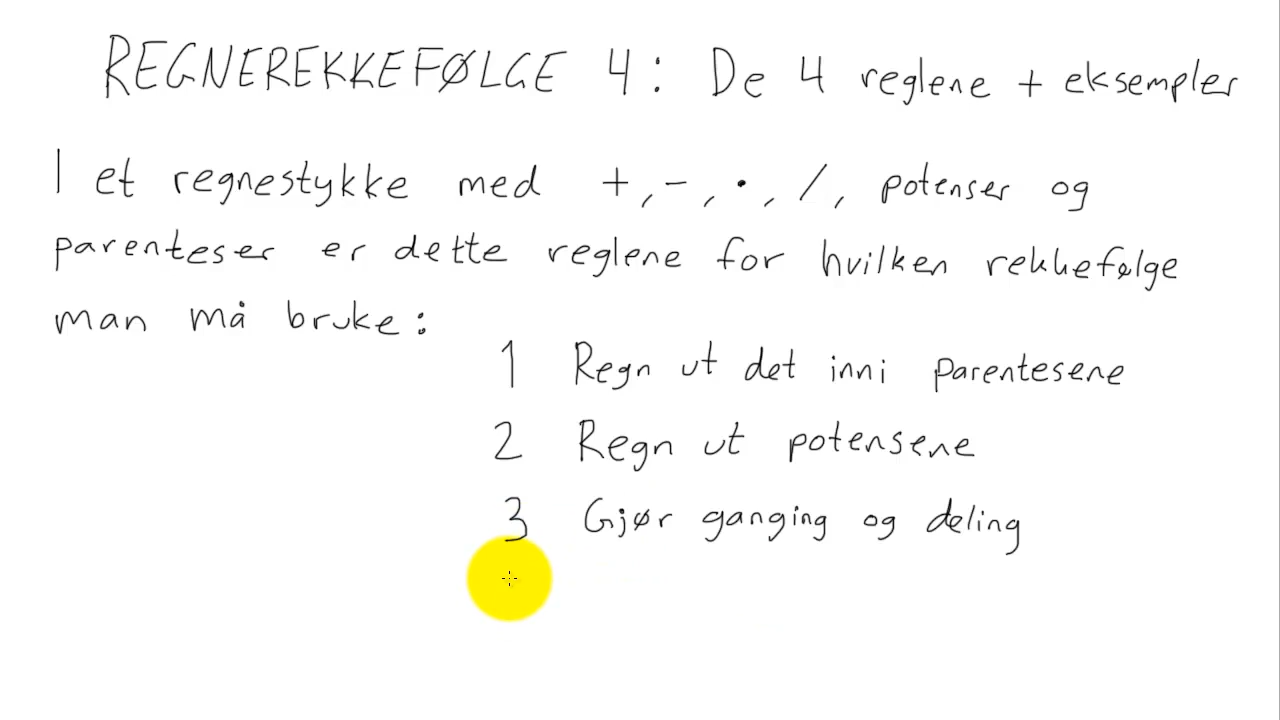 REGNEREKKEFØLGE 4: De 4 reglene + eksempler
I et regnestykke med +, -, ·, /, potenser og
parenteser er dette reglene for hvilken rekkefølge
man må bruke:
1 Regn ut det inni parentesene
2 Regn ut potensene
3 Gjør ganging og deling